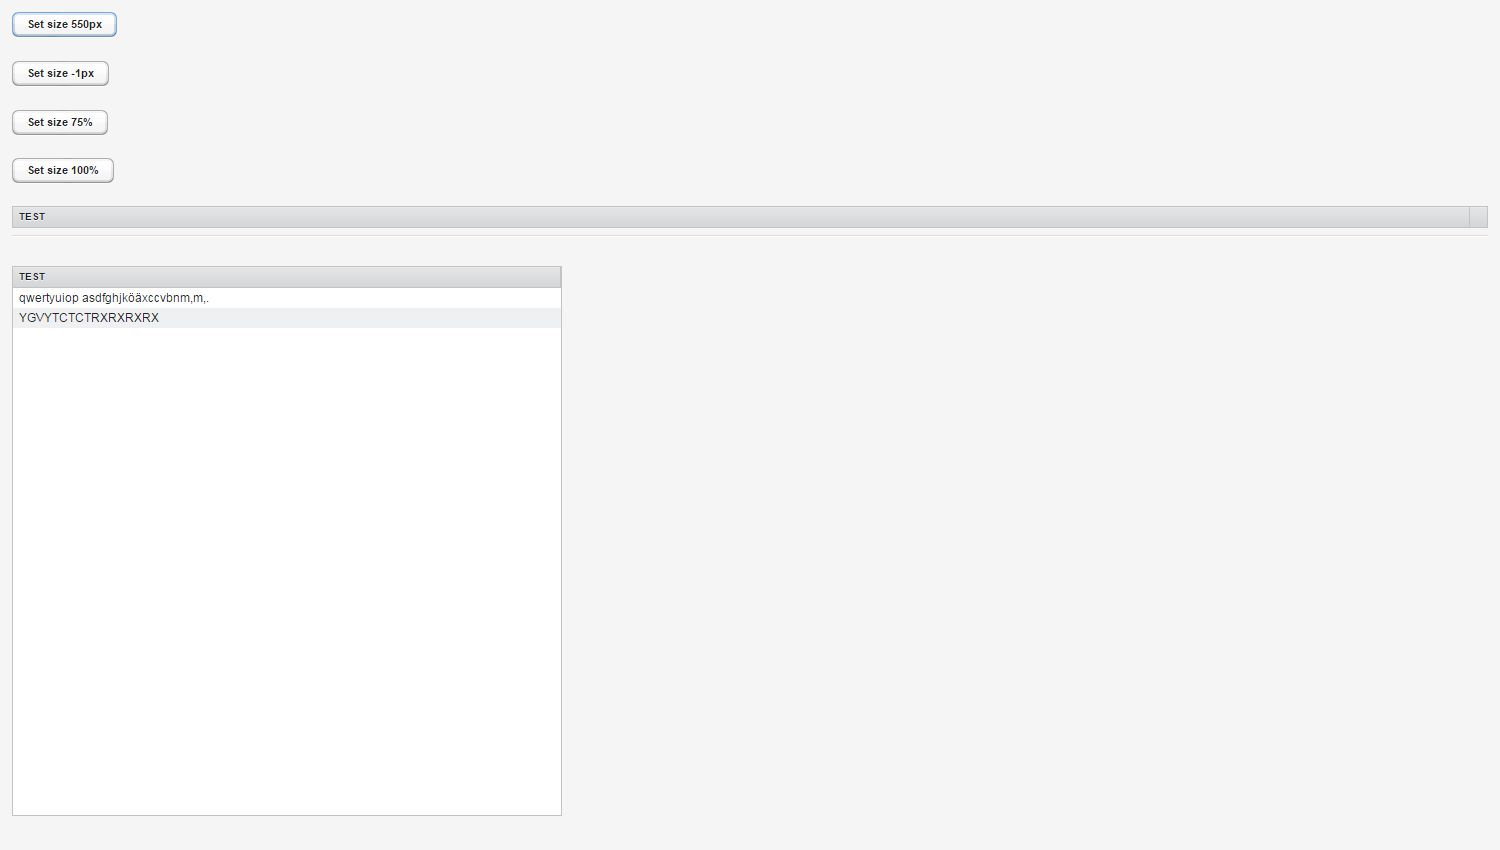 Set size 550px
Set size -1px
Set size 75%
Set size 100%
TEST
TEST
qwertyuiop asdfghjköäxccvbnm,m,.
YGVYTCTCTRXRXRXRX